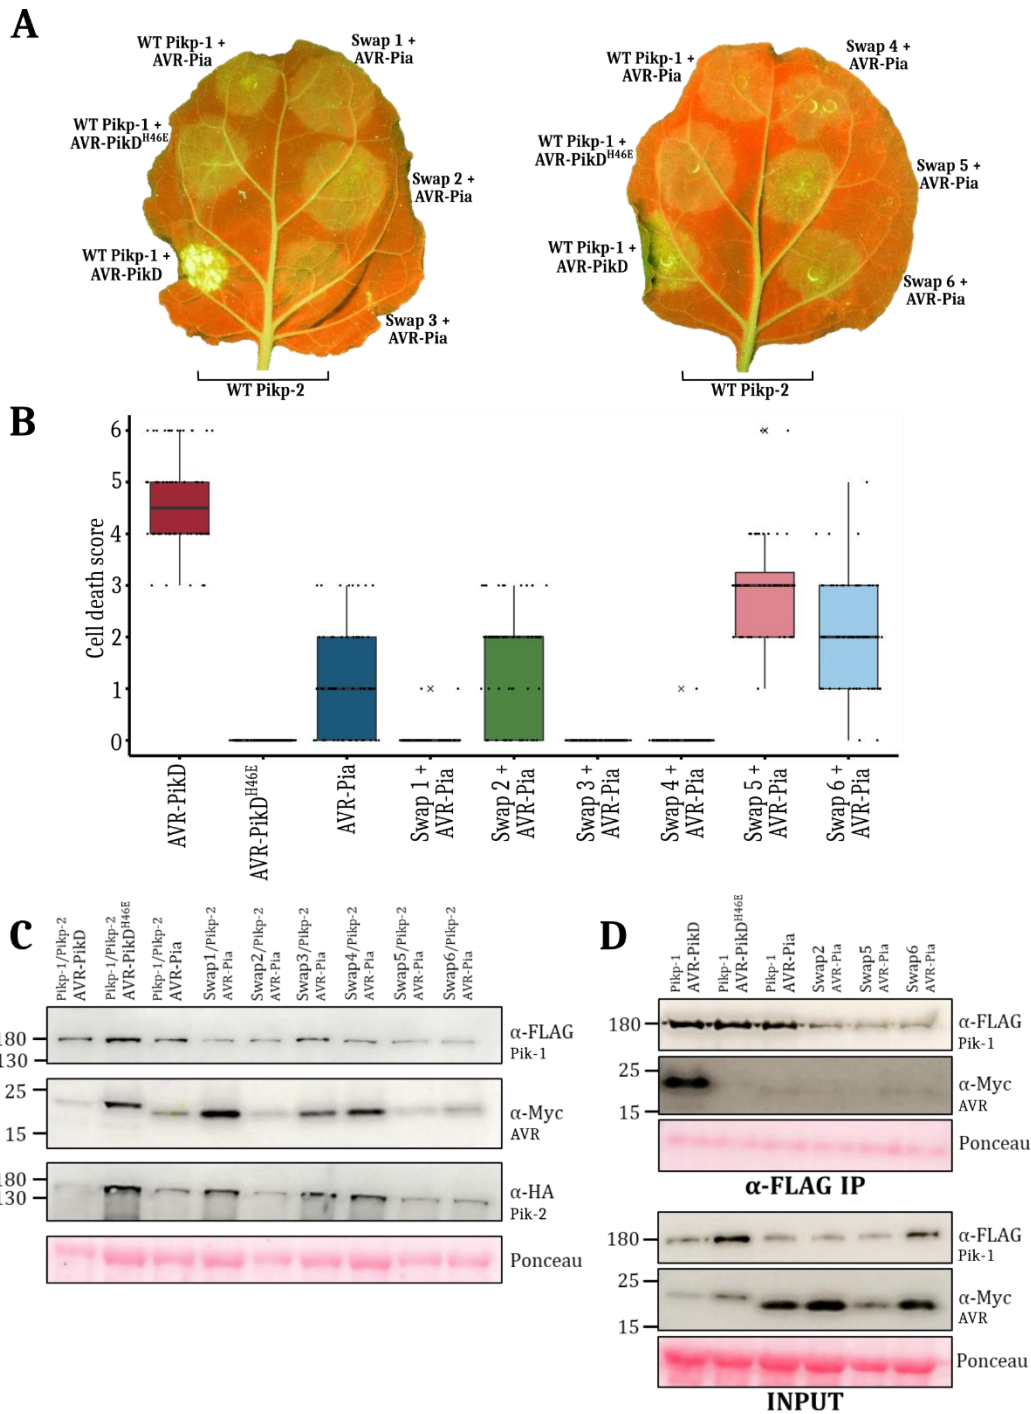 A
WT Pikp-1 +
AVR-Pia
Swap 1 +
AVR-Pia
WT Pikp-1 +
AVR-PikD^H46E
Swap 2 +
AVR-Pia
WT Pikp-1 +
AVR-PikD
Swap 3 +
AVR-Pia
WT Pikp-2
WT Pikp-1 +
AVR-Pia
Swap 4 +
AVR-Pia
WT Pikp-1 +
AVR-PikD^H46E
Swap 5 +
AVR-Pia
WT Pikp-1 +
AVR-PikD
Swap 6 +
AVR-Pia
WT Pikp-2
B
Cell death score
6
5
4
3
2
1
0
AVR-PikD
AVR-PikD^H46E
AVR-Pia
Swap 1 +
AVR-Pia
Swap 2 +
AVR-Pia
Swap 3 +
AVR-Pia
Swap 4 +
AVR-Pia
Swap 5 +
AVR-Pia
Swap 6 +
AVR-Pia
C
Pikp-1/Pikp-2
AVR-PikD
Pikp-1/Pikp-2
AVR-PikD^H46E
Pikp-1/Pikp-2
AVR-Pia
Swap1/Pikp-2
AVR-Pia
Swap2/Pikp-2
AVR-Pia
Swap3/Pikp-2
AVR-Pia
Swap4/Pikp-2
AVR-Pia
Swap5/Pikp-2
AVR-Pia
Swap6/Pikp-2
AVR-Pia
180
130
α-FLAG
Pik-1
25
15
α-Myc
AVR
180
130
α-HA
Pik-2
Ponceau
D
Pikp-1
AVR-PikD
Pikp-1
AVR-PikD^H46E
Pikp-1
AVR-Pia
Swap2
AVR-Pia
Swap5
AVR-Pia
Swap6
AVR-Pia
180
α-FLAG
Pik-1
25
15
α-Myc
AVR
Ponceau
α-FLAG IP
180
α-FLAG
Pik-1
25
15
α-Myc
AVR
Ponceau
INPUT